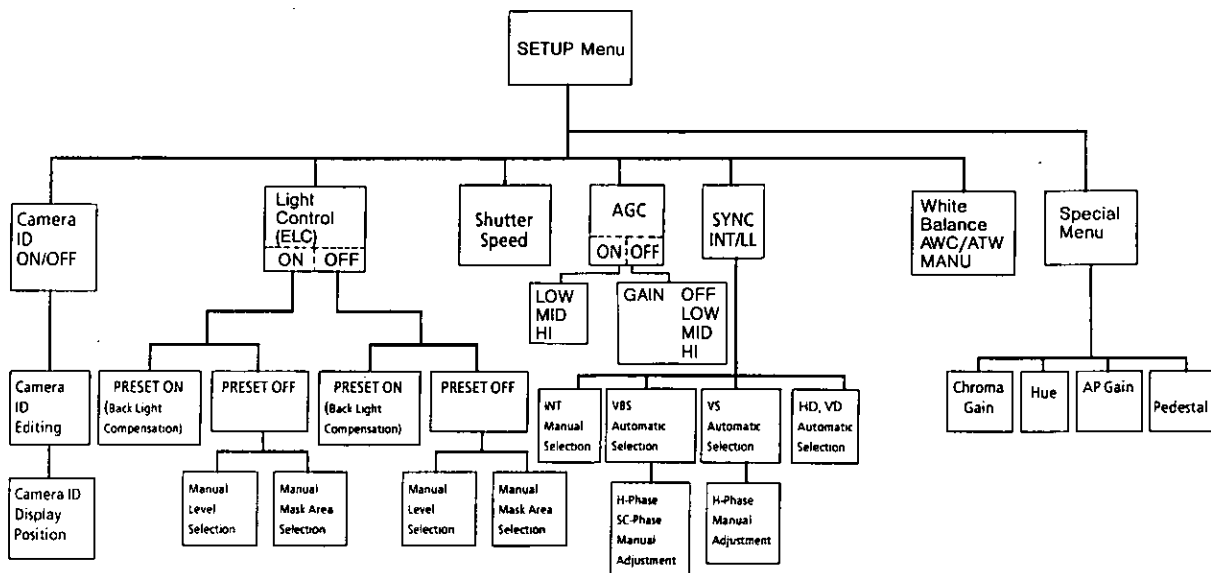 SETUP Menu
Camera
ID
ON/OFF
Light
Control
(ELC)
ON OFF
Shutter
Speed
AGC
ON OFF
SYNC
INT/LL
White
Balance
AWC/ATW
MANU
Special
Menu
LOW
MID
HI
GAIN OFF
LOW
MID
HI
Camera
ID
Editing
PRESET ON
(Back Light
Compensation)
PRESET OFF
PRESET ON
(Back Light
Compensation)
PRESET OFF
INT
Manual
Selection
VBS
Automatic
Selection
VS
Automatic
Selection
HD, VD
Automatic
Selection
Chroma
Gain
Hue
AP Gain
Pedestal
Camera ID
Display
Position
Manual
Level
Selection
Manual
Mask Area
Selection
Manual
Level
Selection
Manual
Mask Area
Selection
H-Phase
SC-Phase
Manual
Adjustment
H-Phase
Manual
Adjustment